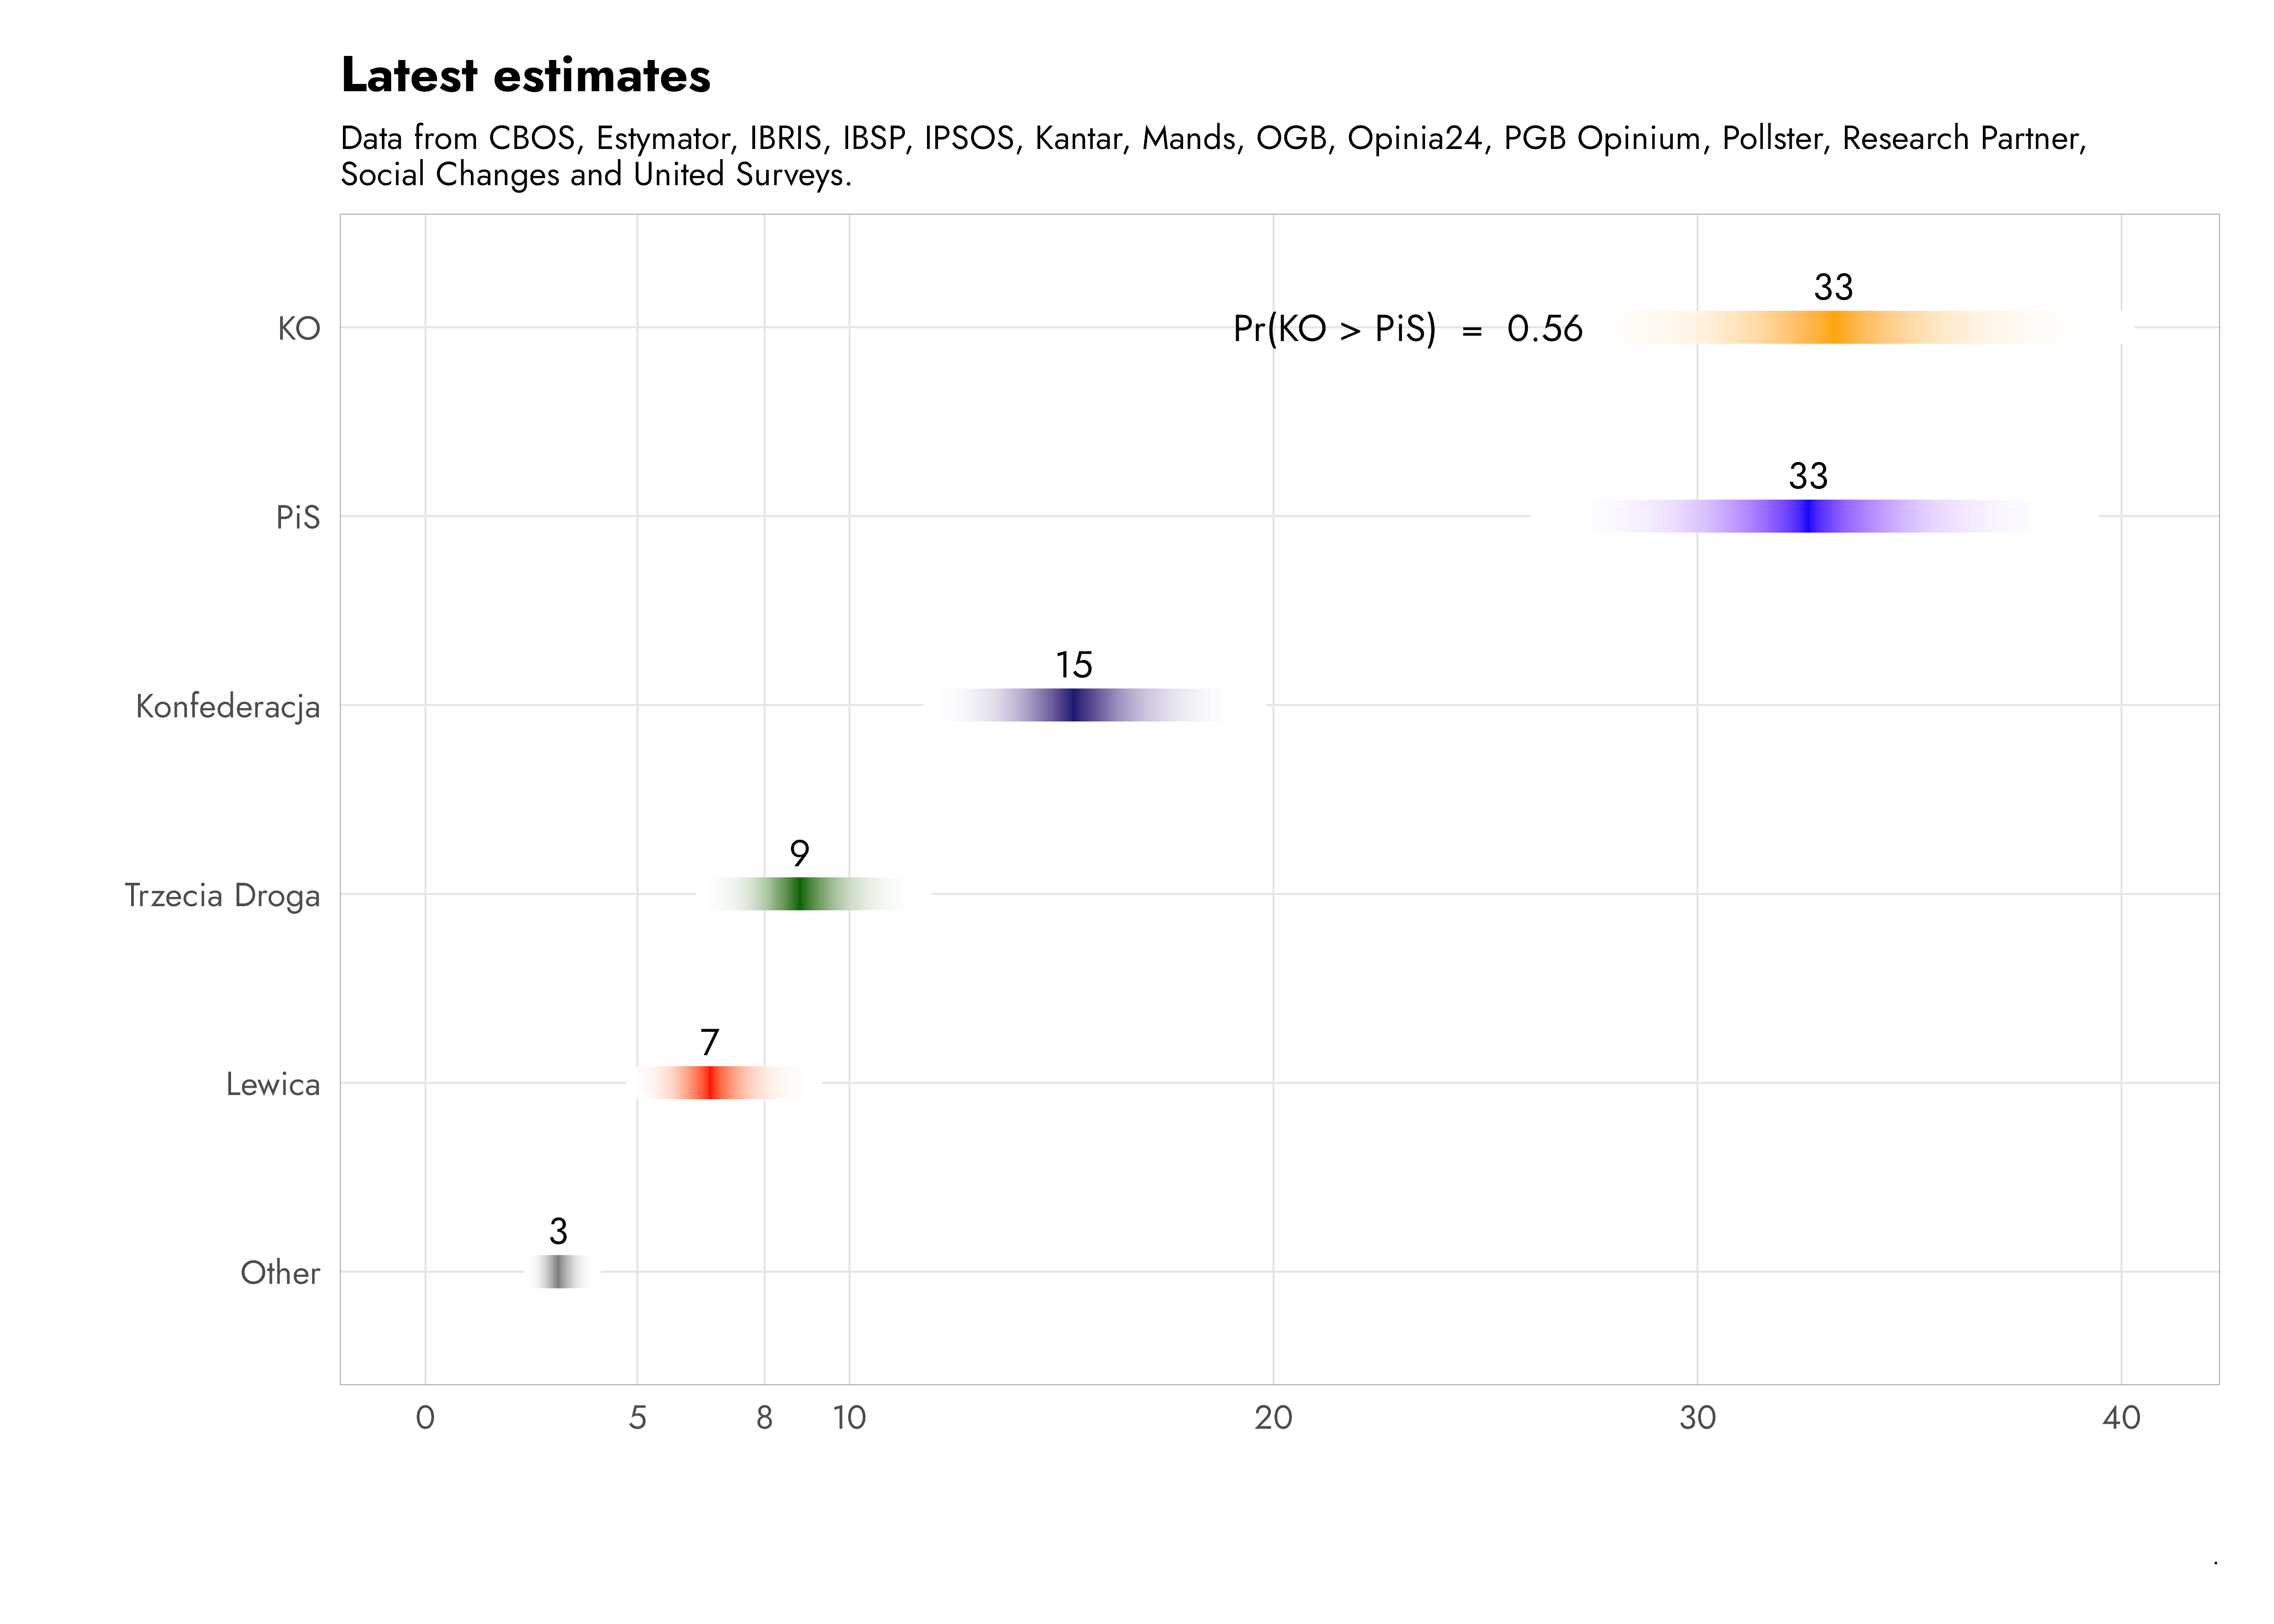 Latest estimates
Data from CBOS, Estymator, IBRIS, IBSP, IPSOS, Kantar, Mands, OGB, Opinia24, PGB Opinium, Pollster, Research Partner,
Social Changes and United Surveys.
33
KO
Pr(KO > PiS) = 0.56
33
PiS
15
Konfederacja
9
Trzecia Droga
7
Lewica
3
Other
0 5 8 10 20 30 40
.